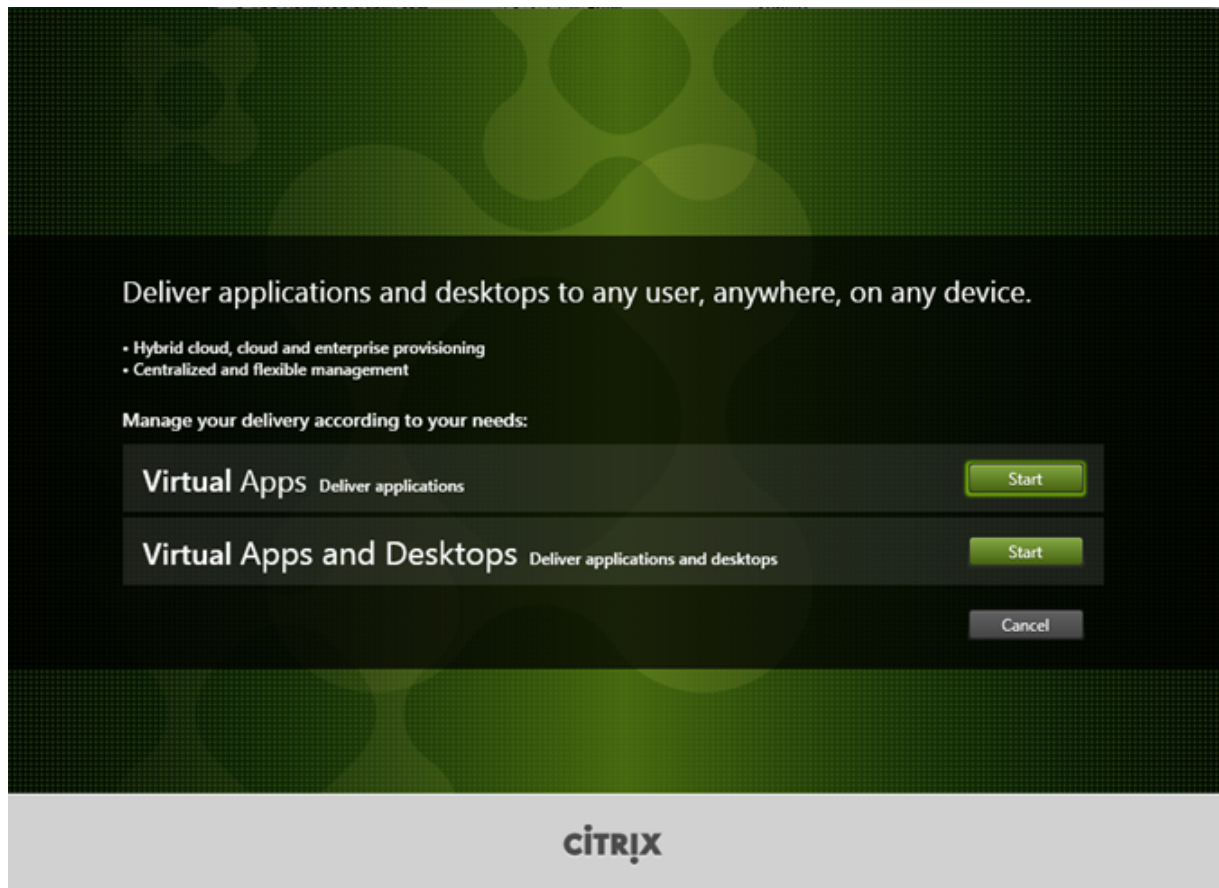 Deliver applications and desktops to any user, anywhere, on any device.
• Hybrid cloud, cloud and enterprise provisioning
• Centralized and flexible management
Manage your delivery according to your needs:
Virtual Apps Deliver applications Start
Virtual Apps and Desktops Deliver applications and desktops Start
Cancel
CITRIX